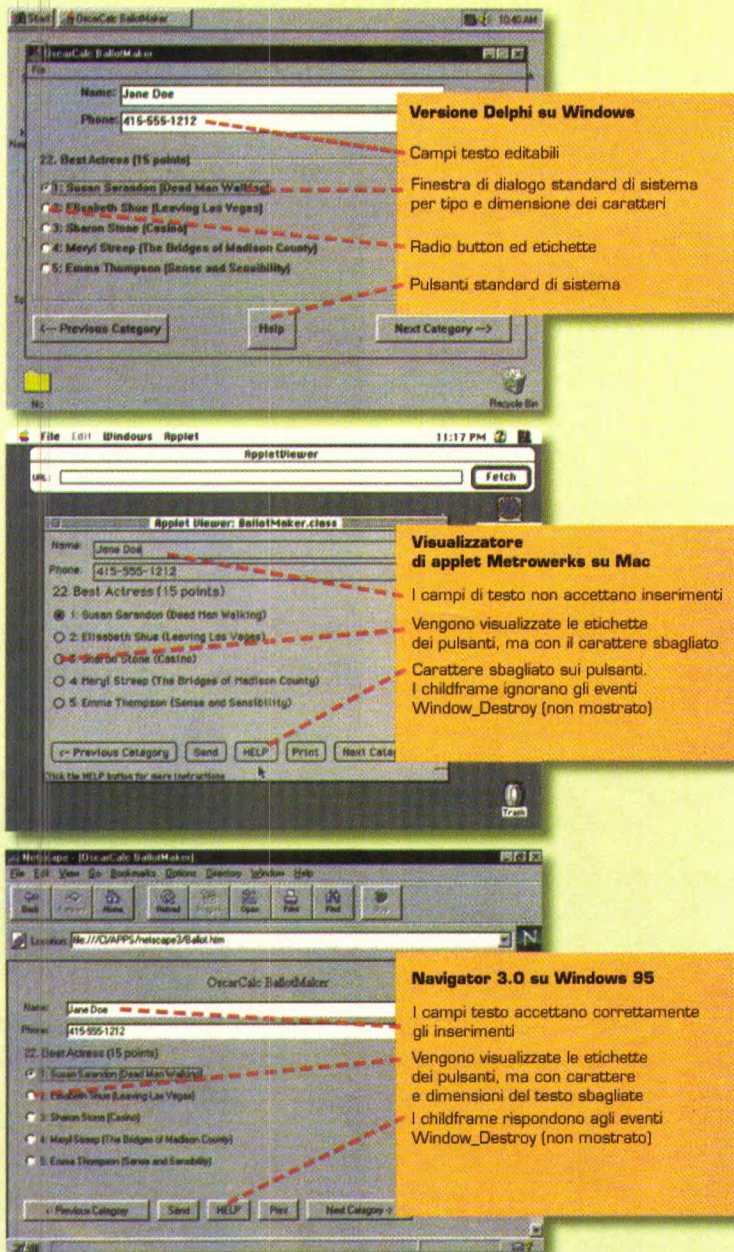 Start OscarCalc BallotMaker 10:40 AM
OscarCalc BallotMaker
File
Name: Jane Doe
Phone: 415-555-1212
22. Best Actress (15 points)
1: Susan Sarandon (Dead Man Walking)
2: Elisabeth Shue (Leaving Las Vegas)
3: Sharon Stone (Casino)
4: Meryl Streep (The Bridges of Madison County)
5: Emma Thompson (Sense and Sensibility)
<-- Previous Category Help Next Category -->
Recycle Bin
Versione Delphi su Windows
Campi testo editabili
Finestra di dialogo standard di sistema
per tipo e dimensione dei caratteri
Radio button ed etichette
Pulsanti standard di sistema
File Edit Windows Applet 11:17 PM
AppletViewer
URL: Fetch
Applet Viewer: BallotMaker.class
Name: Jane Doe
Phone: 415-555-1212
22 Best Actress (15 points)
1: Susan Sarandon (Dead Man Walking)
2: Elisabeth Shue (Leaving Las Vegas)
3: Sharon Stone (Casino)
4: Meryl Streep (The Bridges of Madison County)
5: Emma Thompson (Sense and Sensibility)
<- Previous Category Send HELP Print Next Cate
Click the HELP button for more instructions
Trash
Visualizzatore
di applet Metrowerks su Mac
I campi di testo non accettano inserimenti
Vengono visualizzate le etichette
dei pulsanti, ma con il carattere sbagliato
Carattere sbagliato sui pulsanti.
I childframe ignorano gli eventi
Window_Destroy (non mostrato)
Netscape - [OscarCalc BallotMaker]
File Edit View Go Bookmarks Options Directory Window Help
Back Home Reload Open Print Find
Location: file:///C|/APPS/netscape3/Ballot.htm
OscarCalc BallotMaker
Name: Jane Doe
Phone: 415-555-1212
22. Best Actress (15 points)
1: Susan Sarandon (Dead Man Walking)
2: Elisabeth Shue (Leaving Las Vegas)
3: Sharon Stone (Casino)
4: Meryl Streep (The Bridges of Madison County)
5: Emma Thompson (Sense and Sensibility)
<- Previous Category Send HELP Print Next Category ->
Navigator 3.0 su Windows 95
I campi testo accettano correttamente
gli inserimenti
Vengono visualizzate le etichette
dei pulsanti, ma con carattere
e dimensioni del testo sbagliate
I childframe rispondono agli eventi
Window_Destroy (non mostrato)